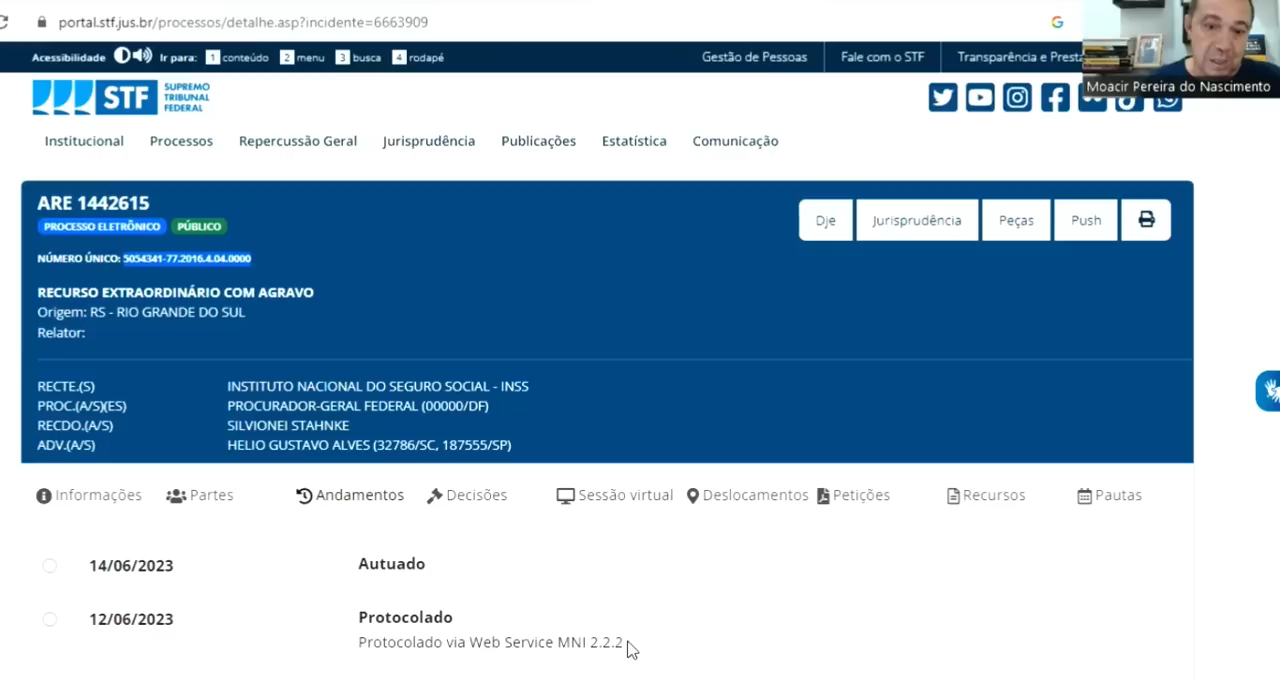 portal.stf.jus.br/processos/detalhe.asp?incidente=6663909
Acessibilidade Ir para: 1 conteúdo 2 menu 3 busca 4 rodapé Gestão de Pessoas Fale com o STF Transparência e Presta
Moacir Pereira do Nascimento
STF SUPREMO
TRIBUNAL
FEDERAL
Institucional Processos Repercussão Geral Jurisprudência Publicações Estatística Comunicação
ARE 1442615
PROCESSO ELETRÔNICO PÚBLICO
Dje Jurisprudência Peças Push
NÚMERO ÚNICO: 5054341-77.2016.4.04.0000
RECURSO EXTRAORDINÁRIO COM AGRAVO
Origem: RS - RIO GRANDE DO SUL
Relator:
RECTE.(S) INSTITUTO NACIONAL DO SEGURO SOCIAL - INSS
PROC.(A/S)(ES) PROCURADOR-GERAL FEDERAL (00000/DF)
RECDO.(A/S) SILVIONEI STAHNKE
ADV.(A/S) HELIO GUSTAVO ALVES (32786/SC, 187555/SP)
Informações Partes Andamentos Decisões Sessão virtual Deslocamentos Petições Recursos Pautas
14/06/2023 Autuado
12/06/2023 Protocolado
Protocolado via Web Service MNI 2.2.2